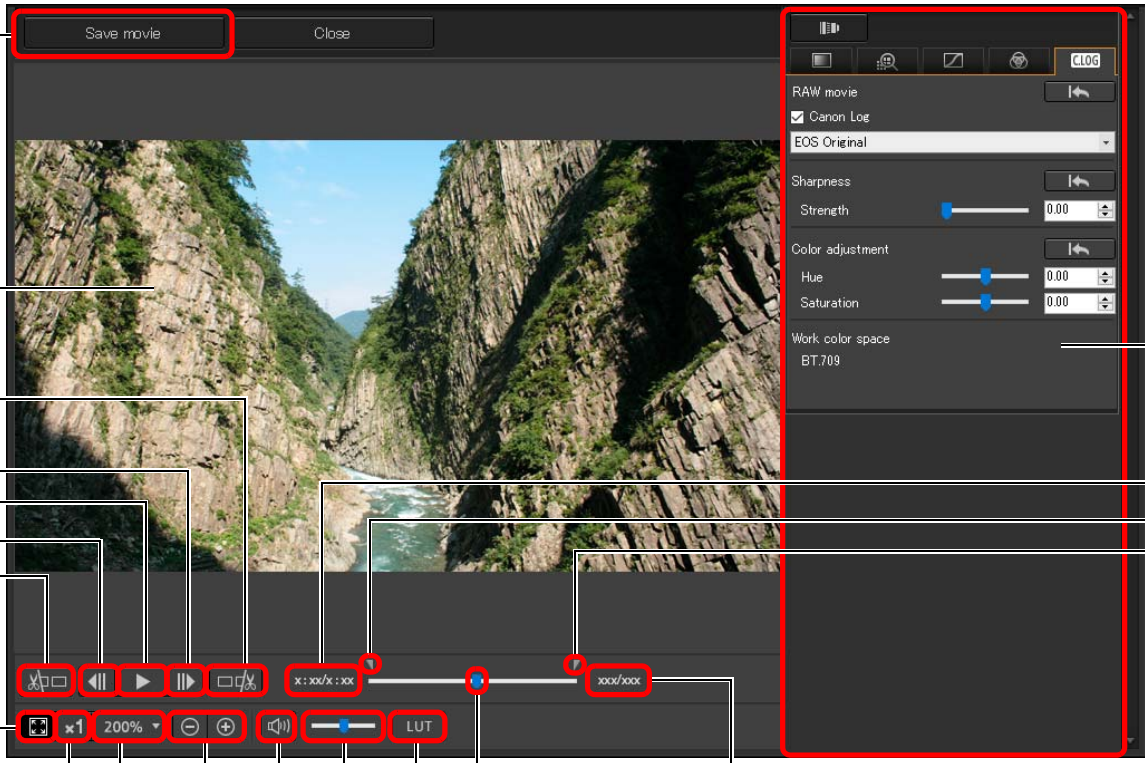 Save movie
Close
C.LOG
RAW movie
Canon Log
EOS Original
Sharpness
Strength 0.00
Color adjustment
Hue 0.00
Saturation 0.00
Work color space
BT.709
x:xx/x:xx
xxx/xxx
x1
200%
LUT